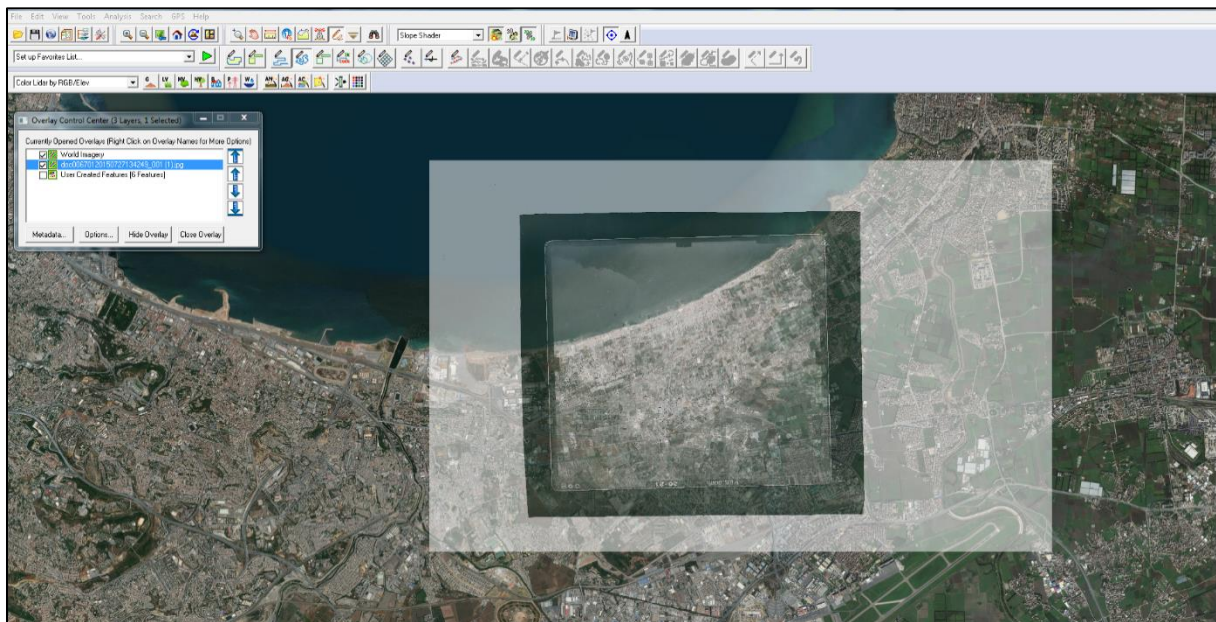 File Edit View Tools Analysis Search GPS Help
Slope Shader
Set up Favorites List...
Color Lidar by RGB/Elev
Overlay Control Center (3 Layers, 1 Selected)
Currently Opened Overlays (Right Click on Overlay Names for More Options)
World Imagery
User Created Features [6 Features]
Metadata... Options... Hide Overlay Close Overlay